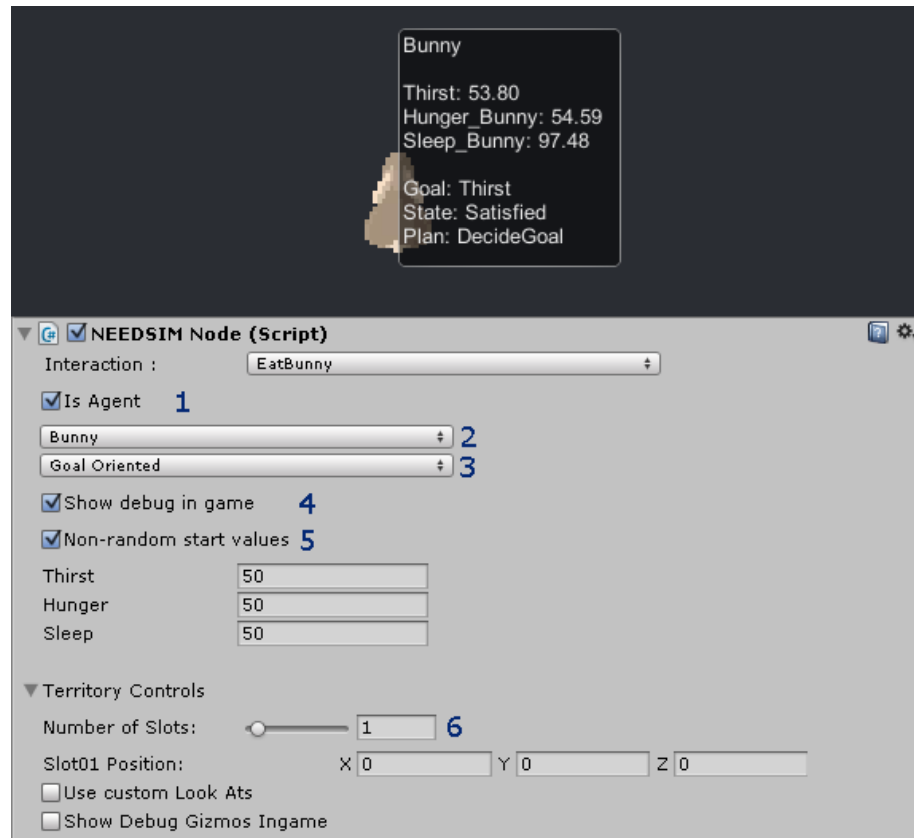 Bunny
Thirst: 53.80
Hunger_Bunny: 54.59
Sleep_Bunny: 97.48
Goal: Thirst
State: Satisfied
Plan: DecideGoal
NEEDSIM Node (Script)
Interaction : EatBunny
Is Agent 1
Bunny 2
Goal Oriented 3
Show debug in game 4
Non-random start values 5
Thirst 50
Hunger 50
Sleep 50
Territory Controls
Number of Slots: 1 6
Slot01 Position: X 0 Y 0 Z 0
Use custom Look Ats
Show Debug Gizmos Ingame